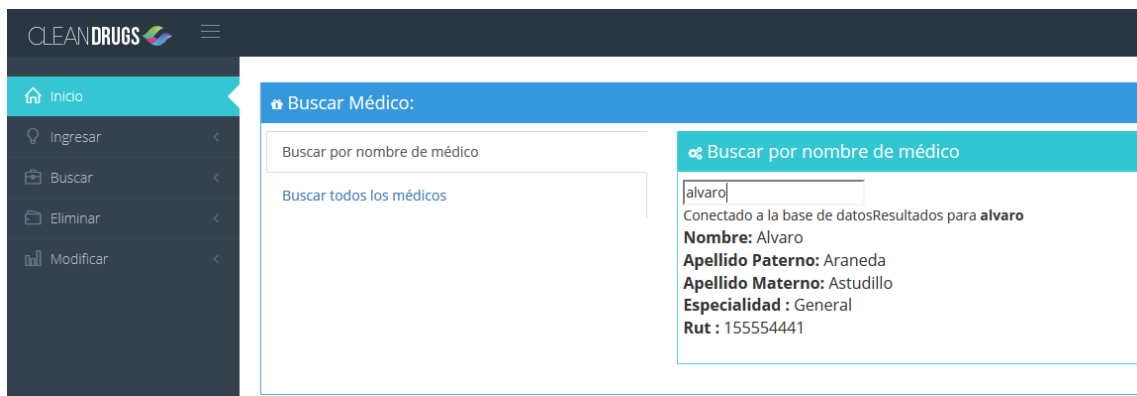 CLEANDRUGS
Inicio
Ingresar
Buscar
Eliminar
Modificar
Buscar Médico:
Buscar por nombre de médico
Buscar todos los médicos
Buscar por nombre de médico
alvaro
Conectado a la base de datosResultados para alvaro
Nombre: Alvaro
Apellido Paterno: Araneda
Apellido Materno: Astudillo
Especialidad : General
Rut : 155554441